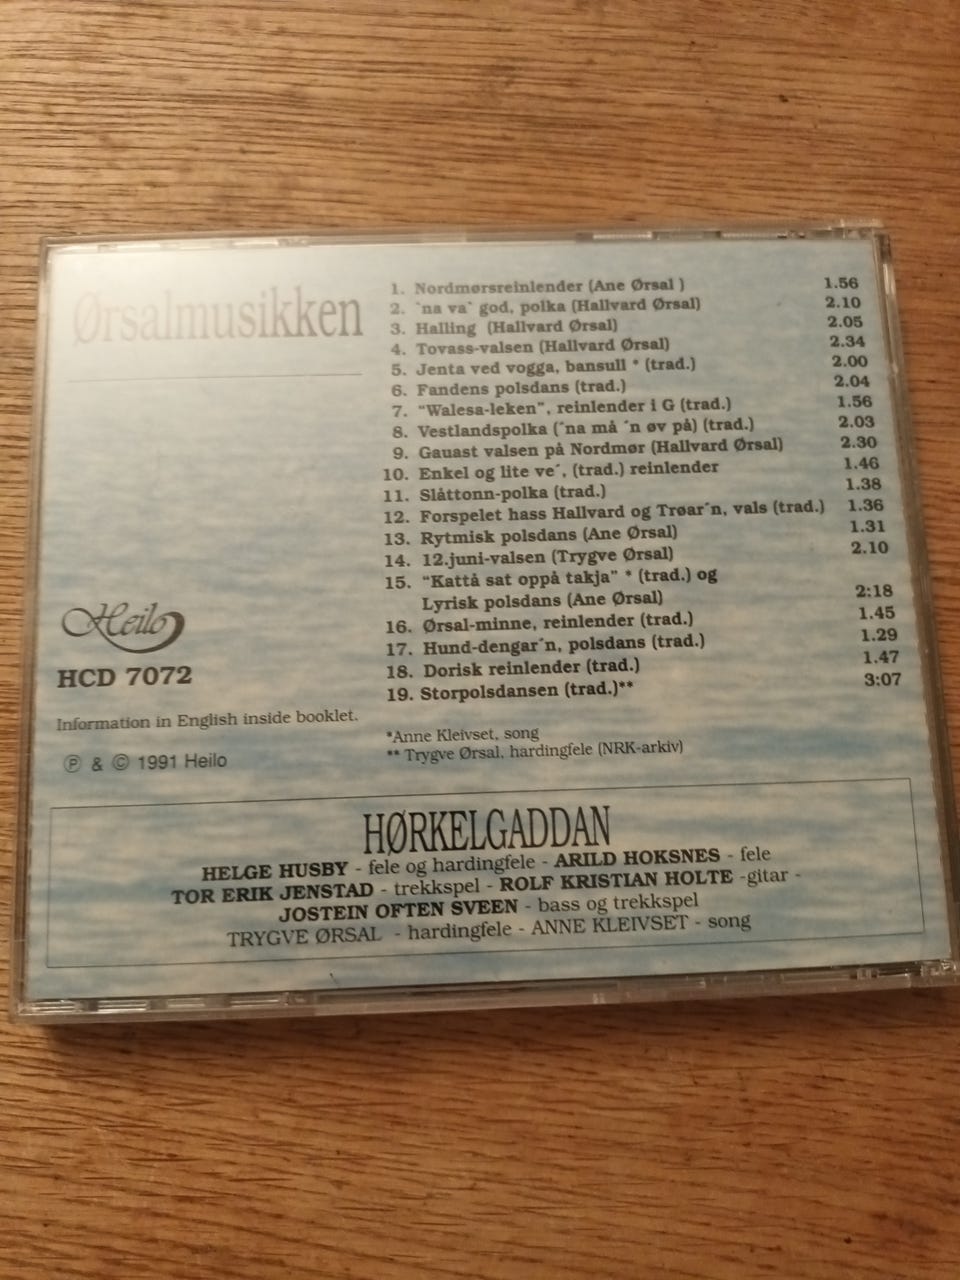 Ørsalmusikken
1. Nordmørsreinlender (Ane Ørsal ) 1.56
2. `na va` god, polka (Hallvard Ørsal) 2.10
3. Halling (Hallvard Ørsal) 2.05
4. Tovass-valsen (Hallvard Ørsal) 2.34
5. Jenta ved vogga, bansull * (trad.) 2.00
6. Fandens polsdans (trad.) 2.04
7. “Walesa-leken”, reinlender i G (trad.) 1.56
8. Vestlandspolka (´na må ´n øv på) (trad.) 2.03
9. Gauast valsen på Nordmør (Hallvard Ørsal) 2.30
10. Enkel og lite ve´, (trad.) reinlender 1.46
11. Slåttonn-polka (trad.) 1.38
12. Forspelet hass Hallvard og Trøar´n, vals (trad.) 1.36
13. Rytmisk polsdans (Ane Ørsal) 1.31
14. 12.juni-valsen (Trygve Ørsal) 2.10
15. “Kattå sat oppå takja” * (trad.) og
Lyrisk polsdans (Ane Ørsal) 2:18
16. Ørsal-minne, reinlender (trad.) 1.45
17. Hund-dengar´n, polsdans (trad.) 1.29
18. Dorisk reinlender (trad.) 1.47
19. Storpolsdansen (trad.)** 3:07
*Anne Kleivset, song
** Trygve Ørsal, hardingfele (NRK-arkiv)
Heilo
HCD 7072
Information in English inside booklet.
Ⓟ & © 1991 Heilo
HØRKELGADDAN
HELGE HUSBY - fele og hardingfele - ARILD HOKSNES - fele
TOR ERIK JENSTAD - trekkspel - ROLF KRISTIAN HOLTE -gitar -
JOSTEIN OFTEN SVEEN - bass og trekkspel
TRYGVE ØRSAL - hardingfele - ANNE KLEIVSET - song